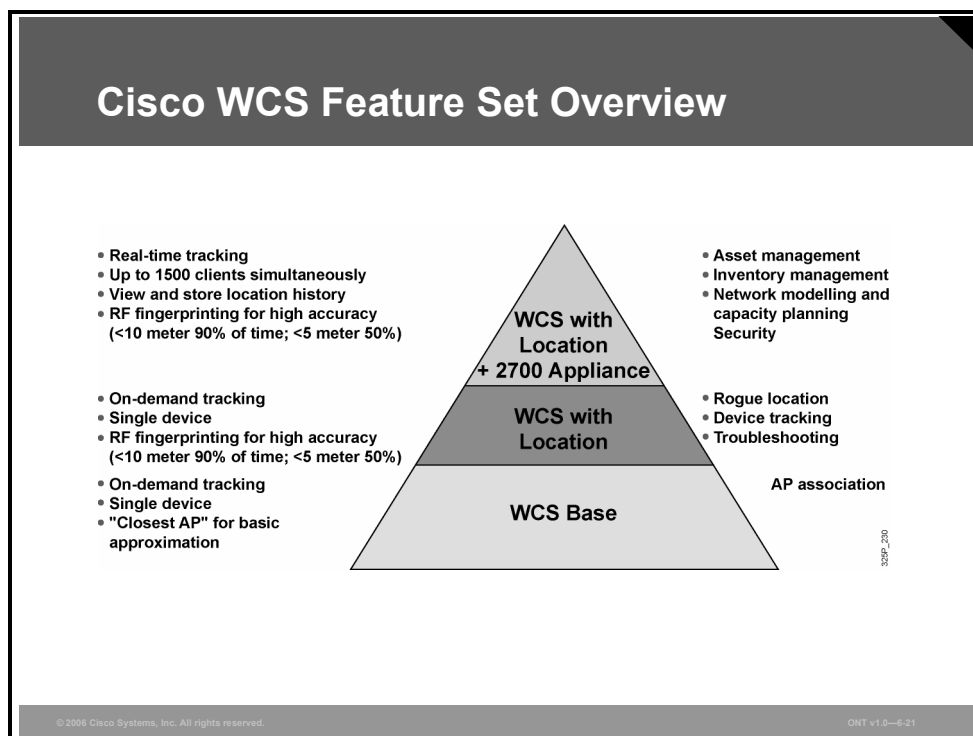 Cisco WCS Feature Set Overview
• Real-time tracking
• Up to 1500 clients simultaneously
• View and store location history
• RF fingerprinting for high accuracy
(<10 meter 90% of time; <5 meter 50%)
WCS with
Location
+ 2700 Appliance
• Asset management
• Inventory management
• Network modelling and
capacity planning
Security
• On-demand tracking
• Single device
• RF fingerprinting for high accuracy
(<10 meter 90% of time; <5 meter 50%)
WCS with
Location
• Rogue location
• Device tracking
• Troubleshooting
• On-demand tracking
• Single device
• "Closest AP" for basic
approximation
WCS Base
AP association
325P_230
© 2006 Cisco Systems, Inc. All rights reserved.
ONT v1.0—6-21